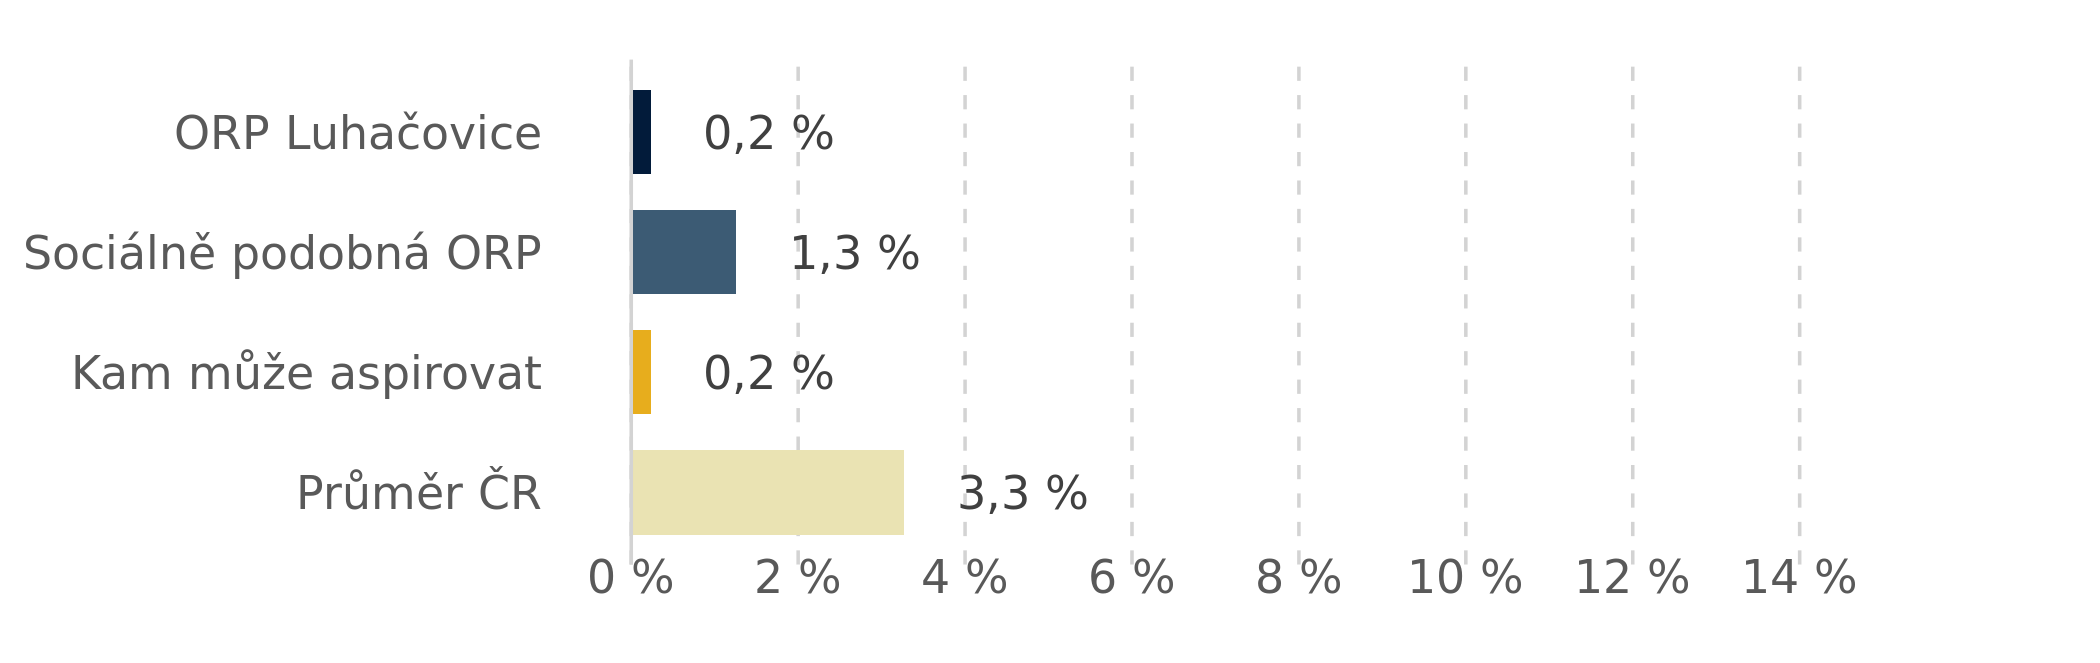 ORP Luhačovice 0,2 %
Sociálně podobná ORP 1,3 %
Kam může aspirovat 0,2 %
Průměr ČR 3,3 %
0 % 2 % 4 % 6 % 8 % 10 % 12 % 14 %